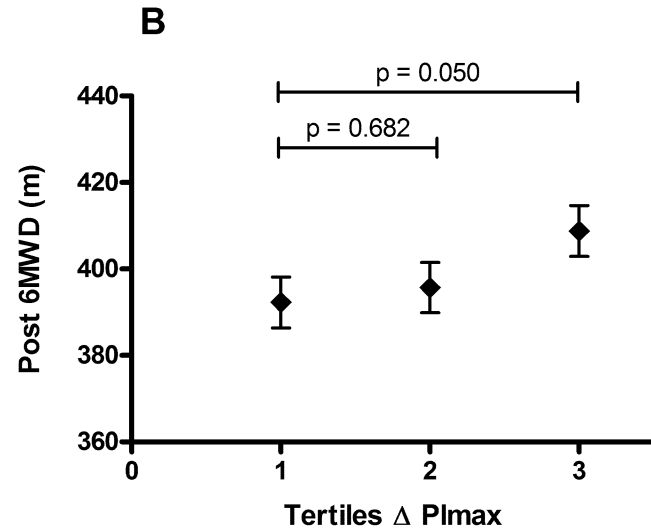 B
p = 0.050
p = 0.682
440
420
400
380
360
Post 6MWD (m)
0 1 2 3
Tertiles Δ PImax